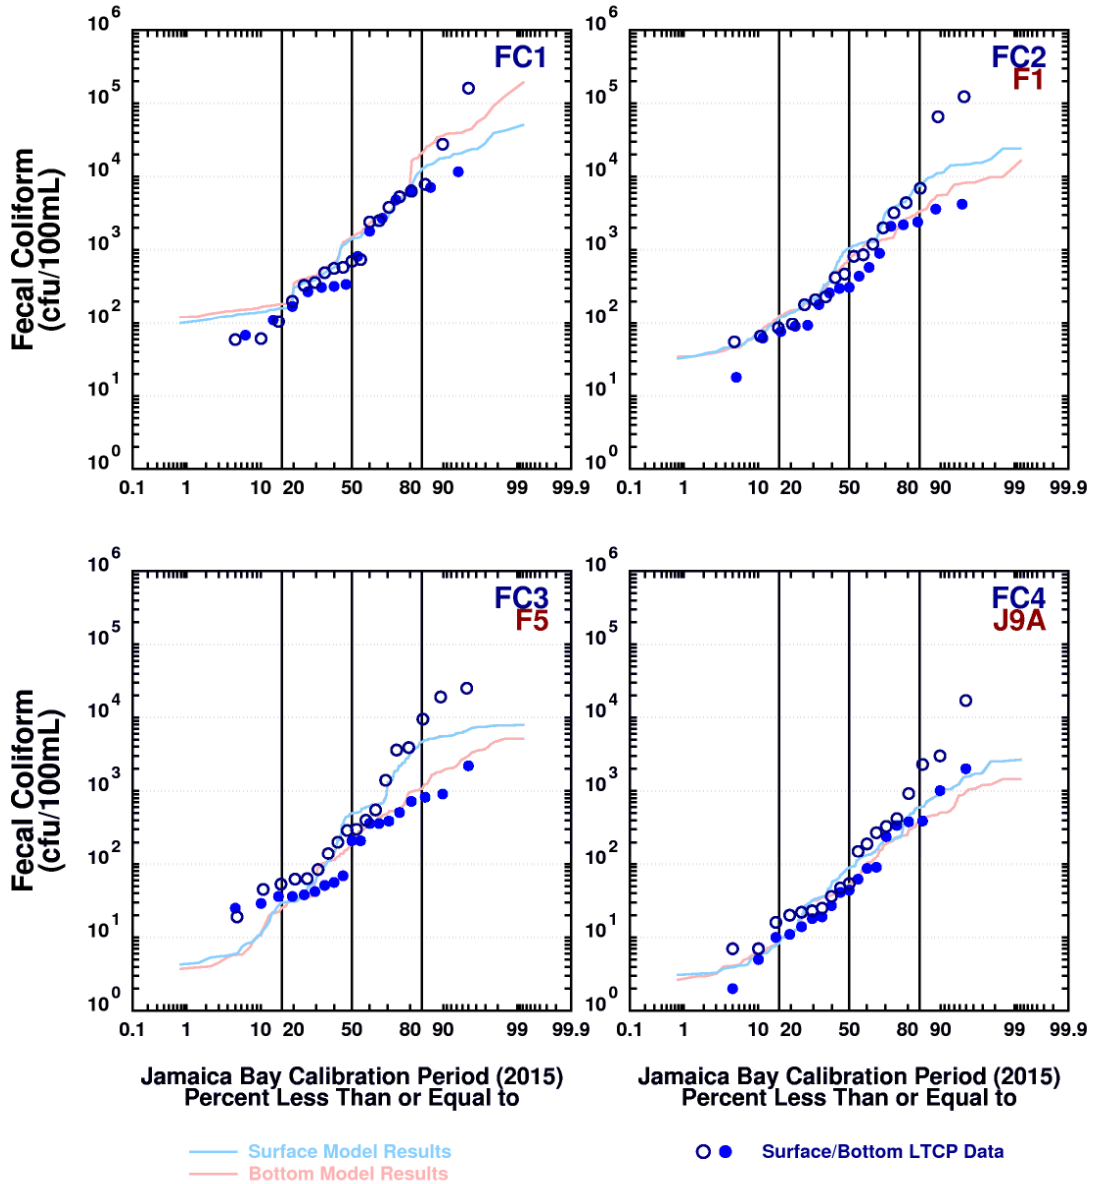 10^6 10^6
FC1 FC2
F1
10^5 10^5
10^4 10^4
Fecal Coliform
(cfu/100mL)
10^3 10^3
10^2 10^2
10^1 10^1
10^0 10^0
0.1 1 10 20 50 80 90 99 99.9 0.1 1 10 20 50 80 90 99 99.9
10^6 10^6
FC3 FC4
F5 J9A
10^5 10^5
10^4 10^4
Fecal Coliform
(cfu/100mL)
10^3 10^3
10^2 10^2
10^1 10^1
10^0 10^0
0.1 1 10 20 50 80 90 99 99.9 0.1 1 10 20 50 80 90 99 99.9
Jamaica Bay Calibration Period (2015) Jamaica Bay Calibration Period (2015)
Percent Less Than or Equal to Percent Less Than or Equal to
Surface Model Results Surface/Bottom LTCP Data
Bottom Model Results